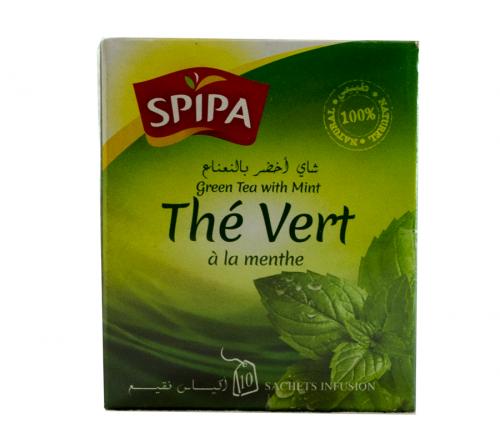 SPIPA
طبيعي
NATURAL
100%
NATUREL
شاي أخضر بالنعناع
Green Tea with Mint
Thé Vert
à la menthe
أكياس نقيع 10 SACHETS INFUSION